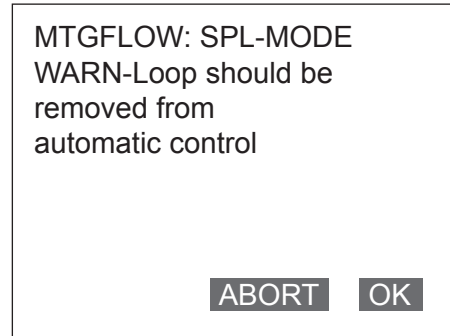 MTGFLOW: SPL-MODE
WARN-Loop should be
removed from
automatic control
ABORT OK